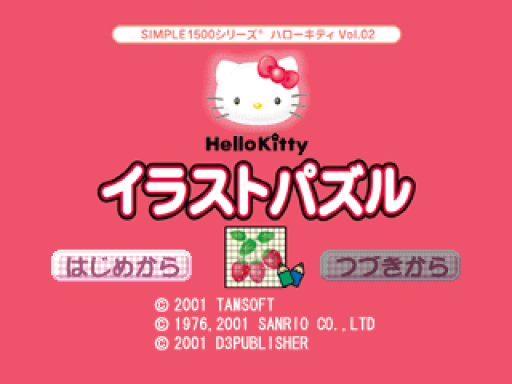 SIMPLE1500シリーズ® ハローキティ Vol.02
HelloKitty
イラストパズル
はじめから
つづきから
© 2001 TAMSOFT
© 1976,2001 SANRIO CO.,LTD
© 2001 D3PUBLISHER